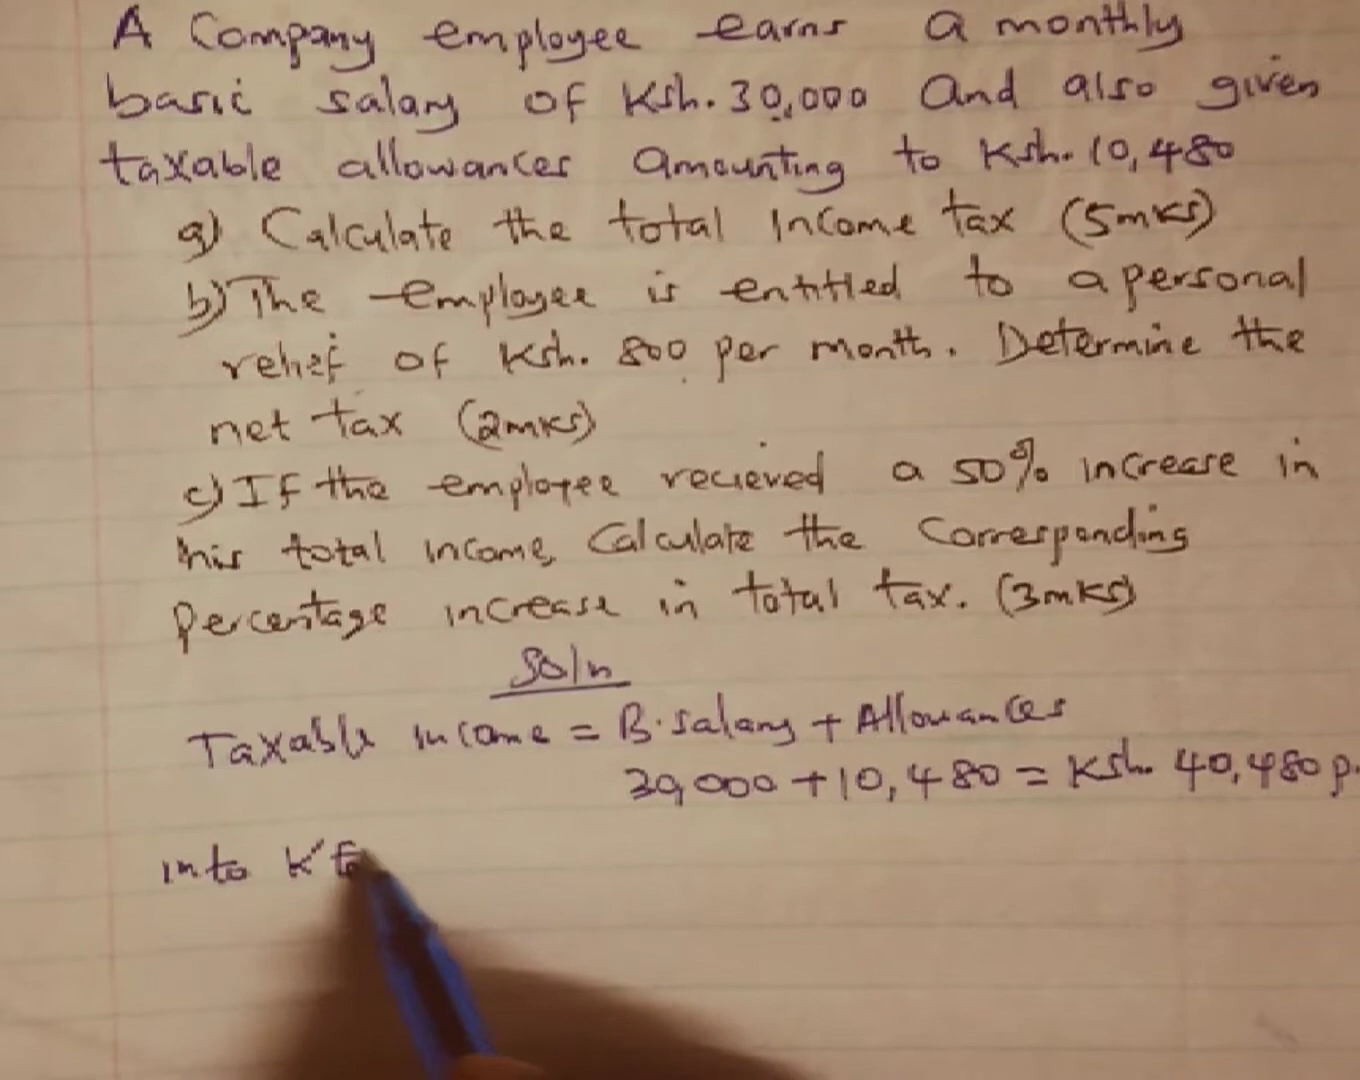 A Company employee earns a monthly
basic salary of Ksh. 30,000 and also given
taxable allowances amounting to Ksh. 10,480
a) Calculate the total income tax (5mks)
b) The employee is entitled to a personal
relief of Ksh. 800 per month. Determine the
net tax (2mks)
c) If the employee recieved a 50% increase in
his total income, Calculate the Corresponding
Percentage increase in total tax. (3mks)
Soln
Taxable income = B. Salary + Allowances
30,000 + 10,480 = Ksh. 40,480 p.
into K£